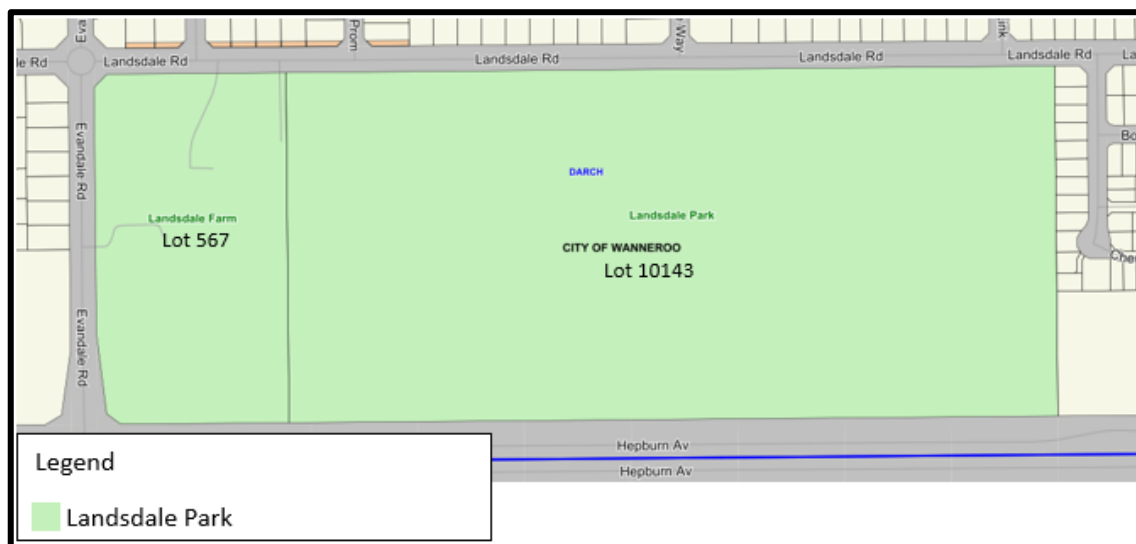 Eva
Prom
Way
ink
le Rd
Landsdale Rd
Landsdale Rd
Landsdale Rd
Landsdale Rd
La
Evandale Rd
Bo
DARCH
Landsdale Farm
Lot 567
Landsdale Park
CITY OF WANNEROO
Lot 10143
Cher
Evandale Rd
Hepburn Av
Hepburn Av
Legend
Landsdale Park